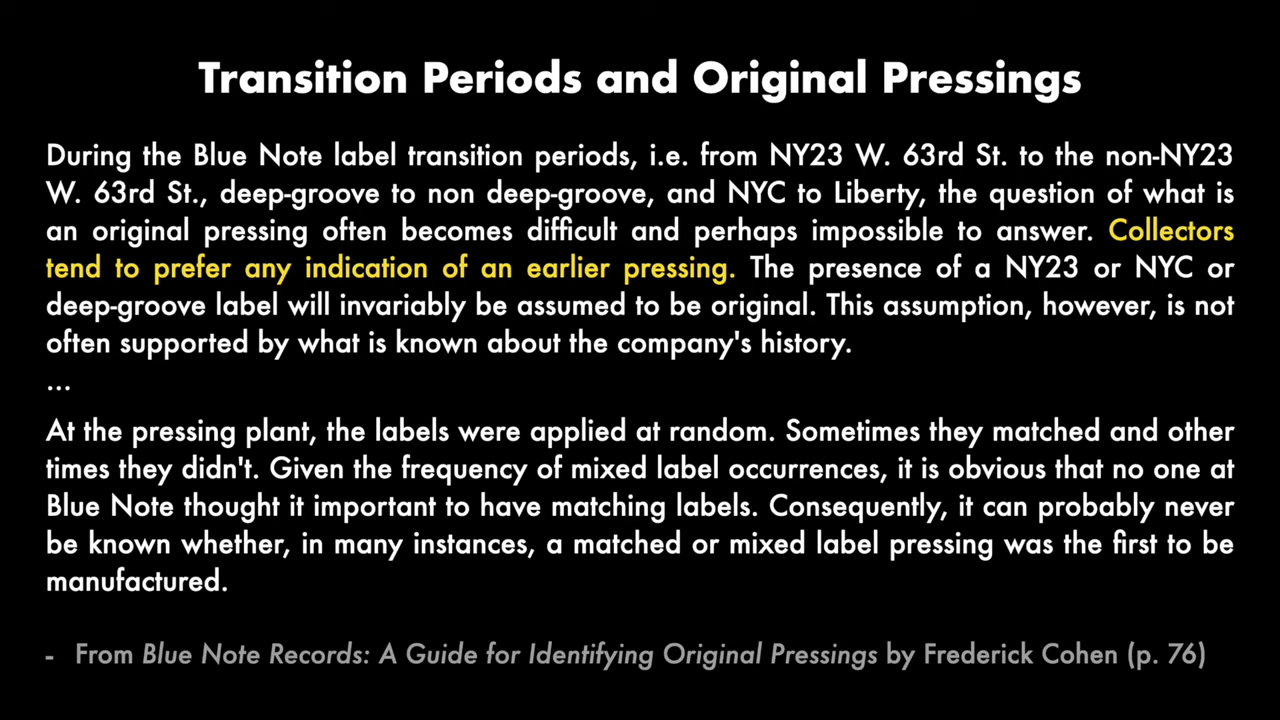 Transition Periods and Original Pressings
During the Blue Note label transition periods, i.e. from NY23 W. 63rd St. to the non-NY23
W. 63rd St., deep-groove to non deep-groove, and NYC to Liberty, the question of what is
an original pressing often becomes difficult and perhaps impossible to answer. Collectors
tend to prefer any indication of an earlier pressing. The presence of a NY23 or NYC or
deep-groove label will invariably be assumed to be original. This assumption, however, is not
often supported by what is known about the company's history.
...
At the pressing plant, the labels were applied at random. Sometimes they matched and other
times they didn't. Given the frequency of mixed label occurrences, it is obvious that no one at
Blue Note thought it important to have matching labels. Consequently, it can probably never
be known whether, in many instances, a matched or mixed label pressing was the first to be
manufactured.
- From Blue Note Records: A Guide for Identifying Original Pressings by Frederick Cohen (p. 76)